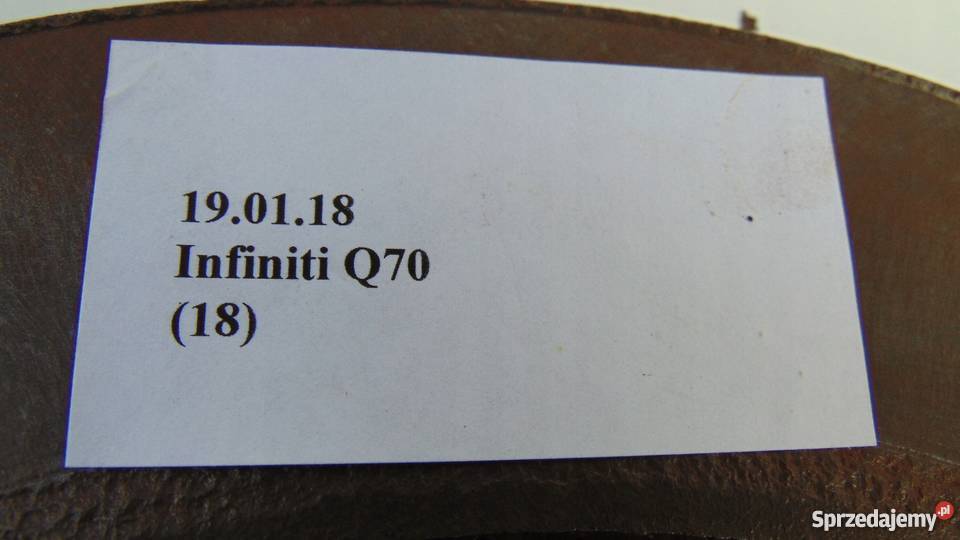 19.01.18
Infiniti Q70
(18)
Sprzedajemy.pl